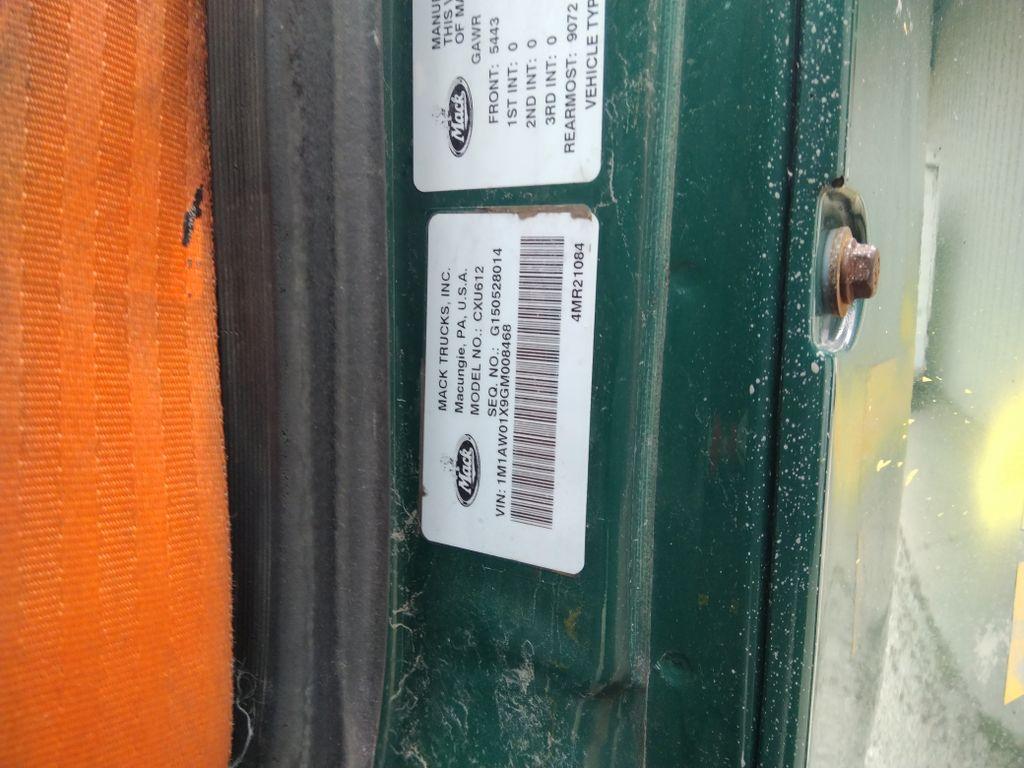 MACK TRUCKS, INC.
Macungie, PA, U.S.A.
MODEL NO.: CXU612
SEQ. NO.: G150528014
Mack
VIN: 1M1AW01X9GM008468
4MR21084
MANU
THIS V
OF MA
GAWR
Mack
FRONT: 5443
1ST INT: 0
2ND INT: 0
3RD INT: 0
REARMOST: 9072
VEHICLE TYP